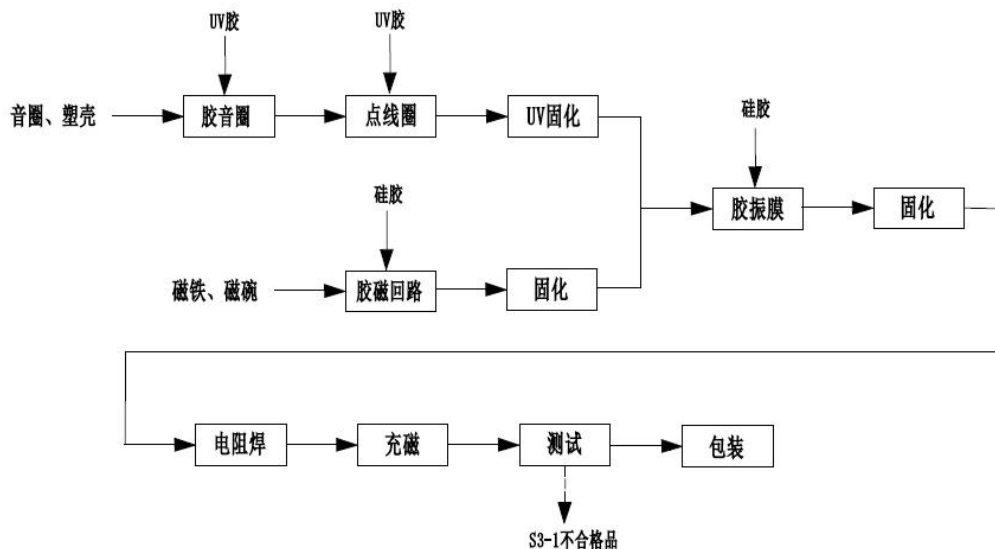 UV胶
UV胶
音圈、塑壳
胶音圈
点线圈
UV固化
硅胶
硅胶
胶振膜
固化
磁铁、磁碗
胶磁回路
固化
电阻焊
充磁
测试
包装
S3-1不合格品